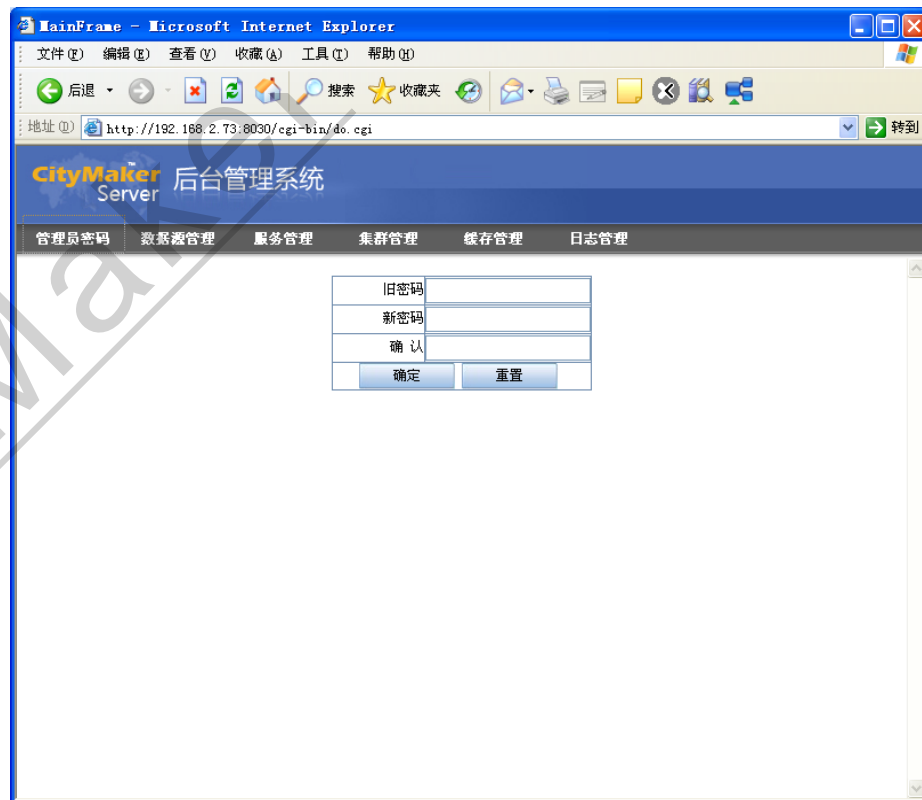 MainFrame - Microsoft Internet Explorer
文件(F) 编辑(E) 查看(V) 收藏(A) 工具(T) 帮助(H)
后退 搜索 收藏夹
地址(D) http://192.168.2.73:8030/cgi-bin/do.cgi 转到
CityMaker™ Server 后台管理系统
管理员密码 数据源管理 服务管理 集群管理 缓存管理 日志管理
旧密码
新密码
确 认
确定 重置
Maker